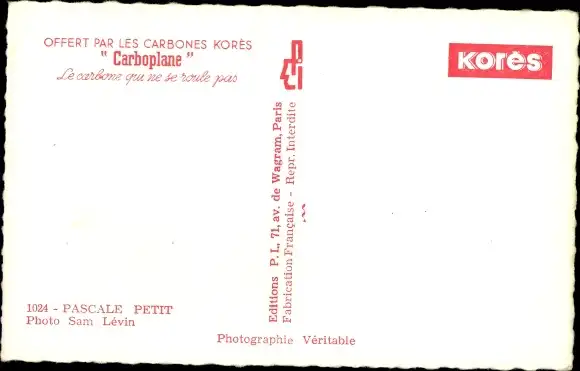 OFFERT PAR LES CARBONES KORÈS
" Carboplane "
Le carbone qui ne se roule pas
Korès
Editions P. I., 71, av. de Wagram, Paris
Fabrication Française - Repr. Interdite
1024 - PASCALE PETIT
Photo Sam Lévin
Photographie Véritable